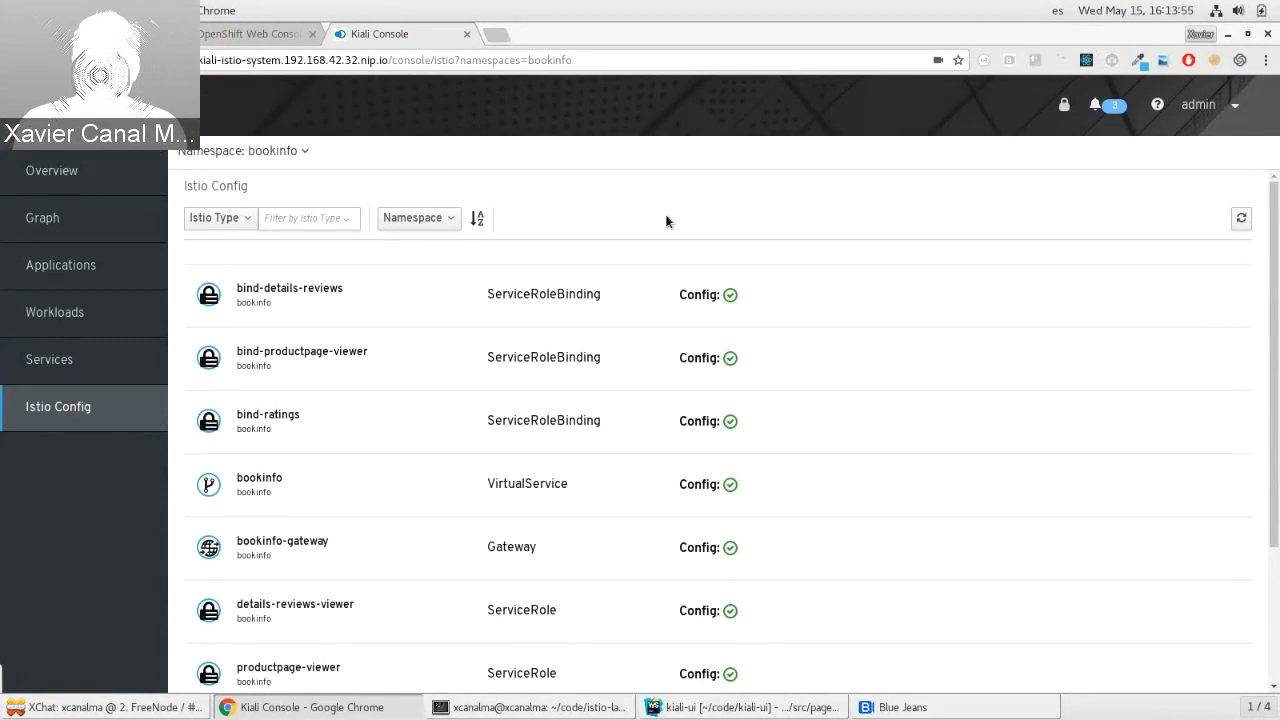 Chrome
es
Wed May 15, 16:13:55
OpenShift Web Conso
Kiali Console
Xavier
kiali-istio-system.192.168.42.32.nip.io/console/istio?namespaces=bookinfo
3
admin
Xavier Canal M...
Namespace: bookinfo
Overview
Graph
Applications
Workloads
Services
Istio Config
Istio Config
Istio Type
Filter by Istio Type
Namespace
bind-details-reviews
bookinfo
ServiceRoleBinding
Config:
bind-productpage-viewer
bookinfo
ServiceRoleBinding
Config:
bind-ratings
bookinfo
ServiceRoleBinding
Config:
bookinfo
bookinfo
VirtualService
Config:
bookinfo-gateway
bookinfo
Gateway
Config:
details-reviews-viewer
bookinfo
ServiceRole
Config:
productpage-viewer
bookinfo
ServiceRole
Config:
XChat: xcanalma @ 2. FreeNode / #...
Kiali Console - Google Chrome
xcanalma@xcanalma: ~/code/istio-la...
kiali-ui [~/code/kiali-ui] - .../src/page...
Blue Jeans
1 / 4